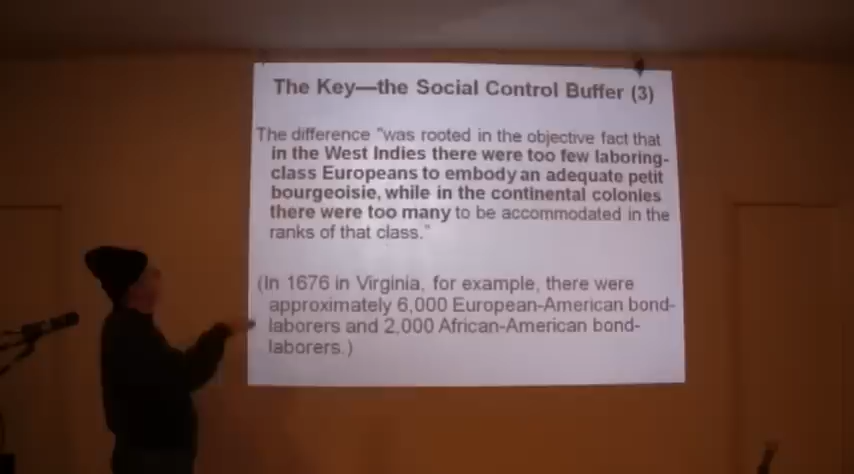 The Key—the Social Control Buffer (3)
The difference "was rooted in the objective fact that
in the West Indies there were too few laboring-
class Europeans to embody an adequate petit
bourgeoisie, while in the continental colonies
there were too many to be accommodated in the
ranks of that class."
(In 1676 in Virginia, for example, there were
approximately 6,000 European-American bond-
laborers and 2,000 African-American bond-
laborers.)